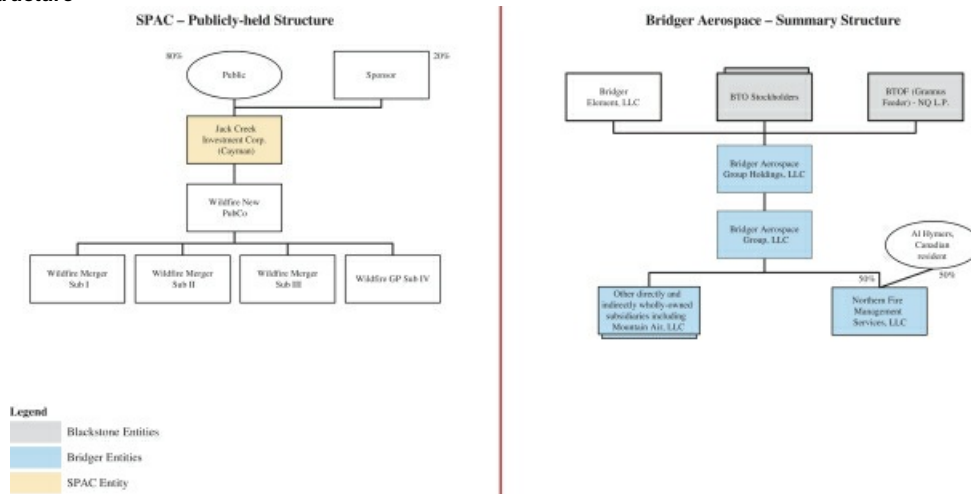 ructure
SPAC – Publicly-held Structure
80%
Public
Sponsor
20%
Jack Creek
Investment Corp.
(Cayman)
Wildfire New
PubCo
Wildfire Merger
Sub I
Wildfire Merger
Sub II
Wildfire Merger
Sub III
Wildfire GP Sub IV
Legend
Blackstone Entities
Bridger Entities
SPAC Entity
Bridger Aerospace – Summary Structure
Bridger
Element, LLC
BTO Stockholders
BTOF (Grannus
Feeder) - NQ L.P.
Bridger Aerospace
Group Holdings, LLC
Bridger Aerospace
Group, LLC
Al Hymers,
Canadian
resident
50%
50%
Other directly and
indirectly wholly-owned
subsidiaries including
Mountain Air, LLC
Northern Fire
Management
Services, LLC